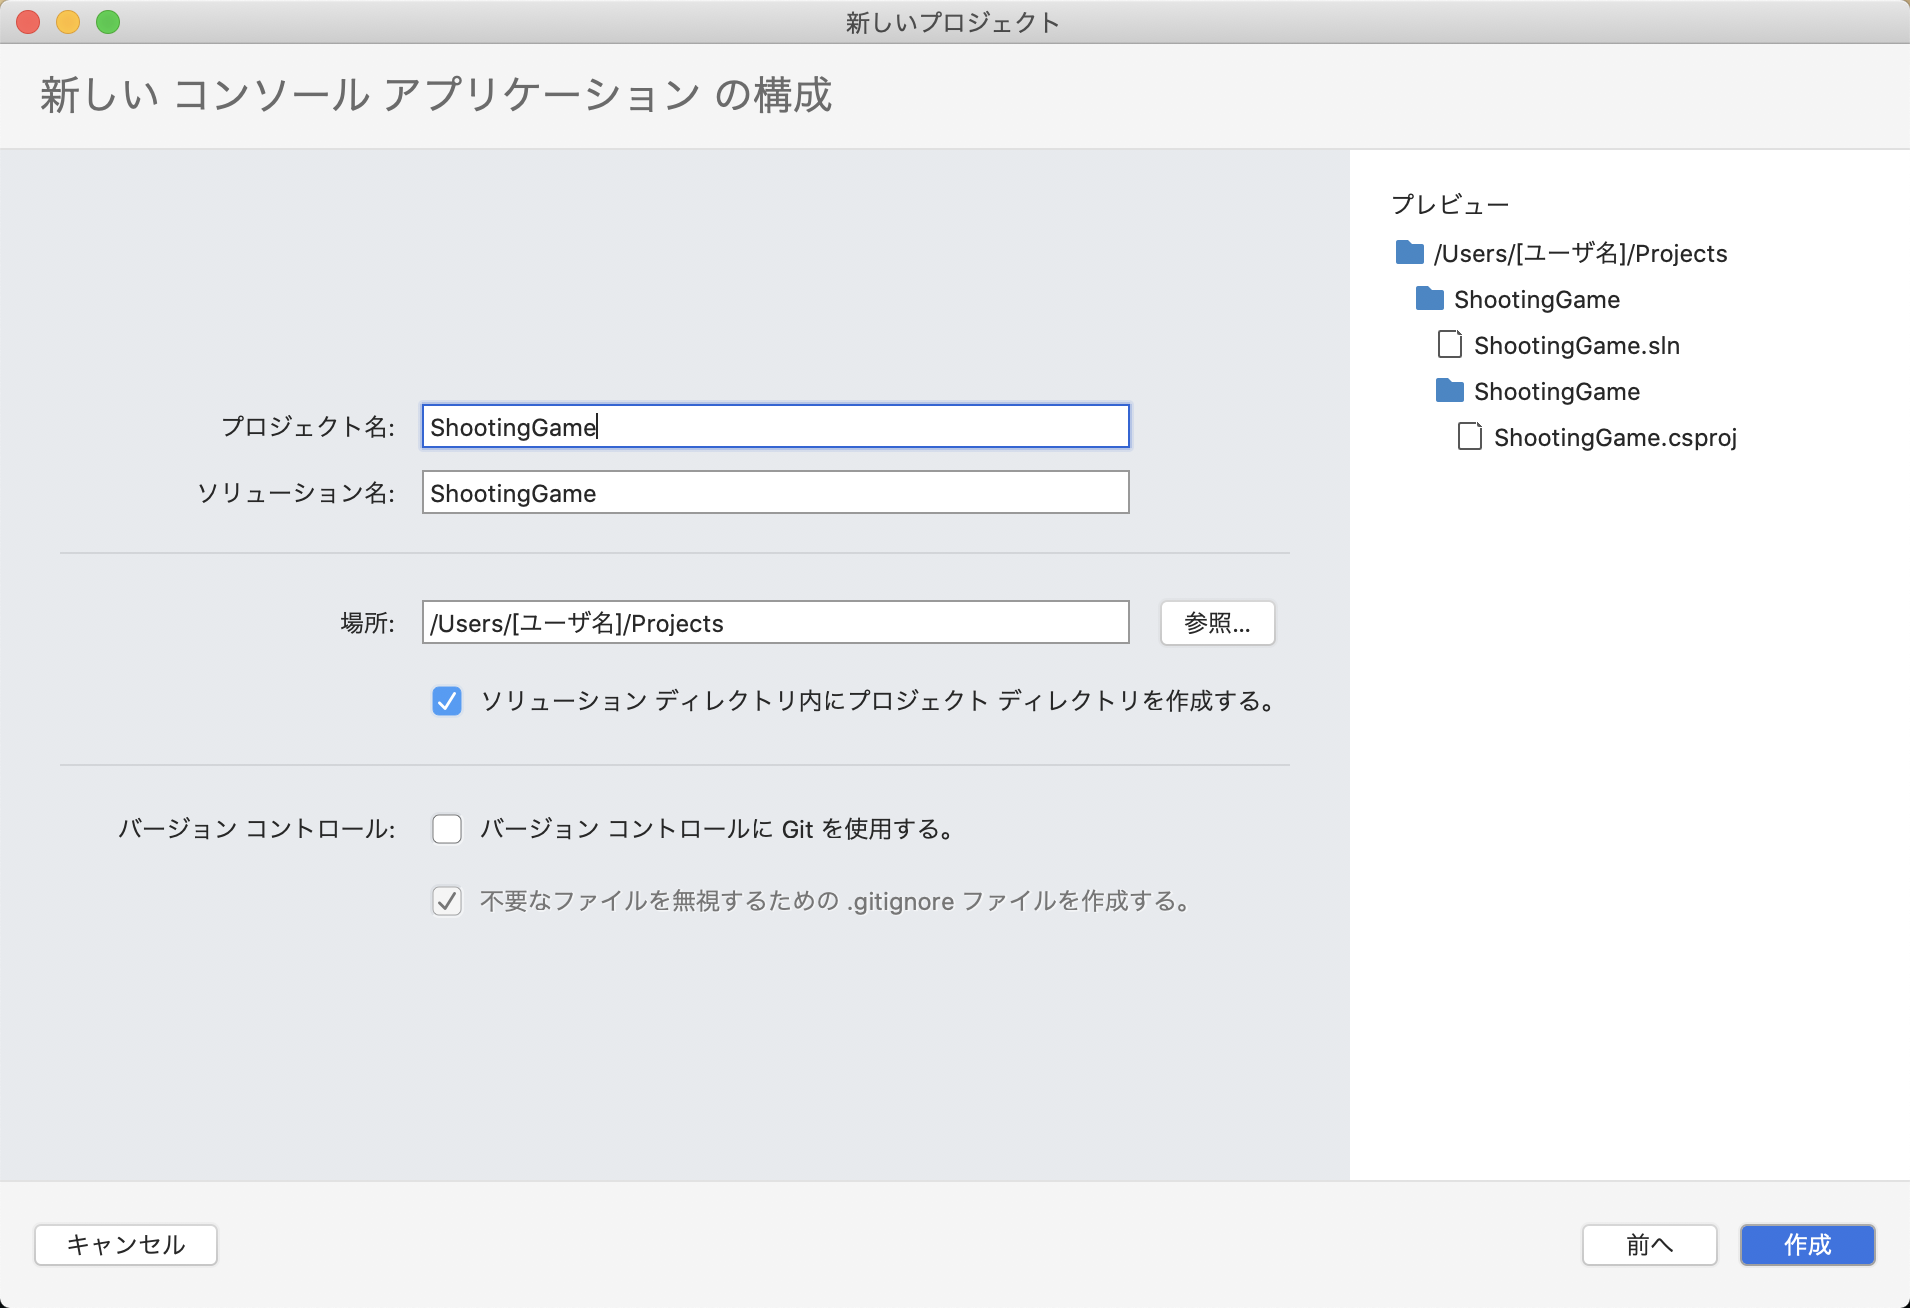 新しいプロジェクト
新しい コンソール アプリケーション の構成
プロジェクト名: ShootingGame
ソリューション名: ShootingGame
場所: /Users/[ユーザ名]/Projects 参照...
ソリューション ディレクトリ内にプロジェクト ディレクトリを作成する。
バージョン コントロール: バージョン コントロールに Git を使用する。
不要なファイルを無視するための .gitignore ファイルを作成する。
プレビュー
/Users/[ユーザ名]/Projects
ShootingGame
ShootingGame.sln
ShootingGame
ShootingGame.csproj
キャンセル 前へ 作成